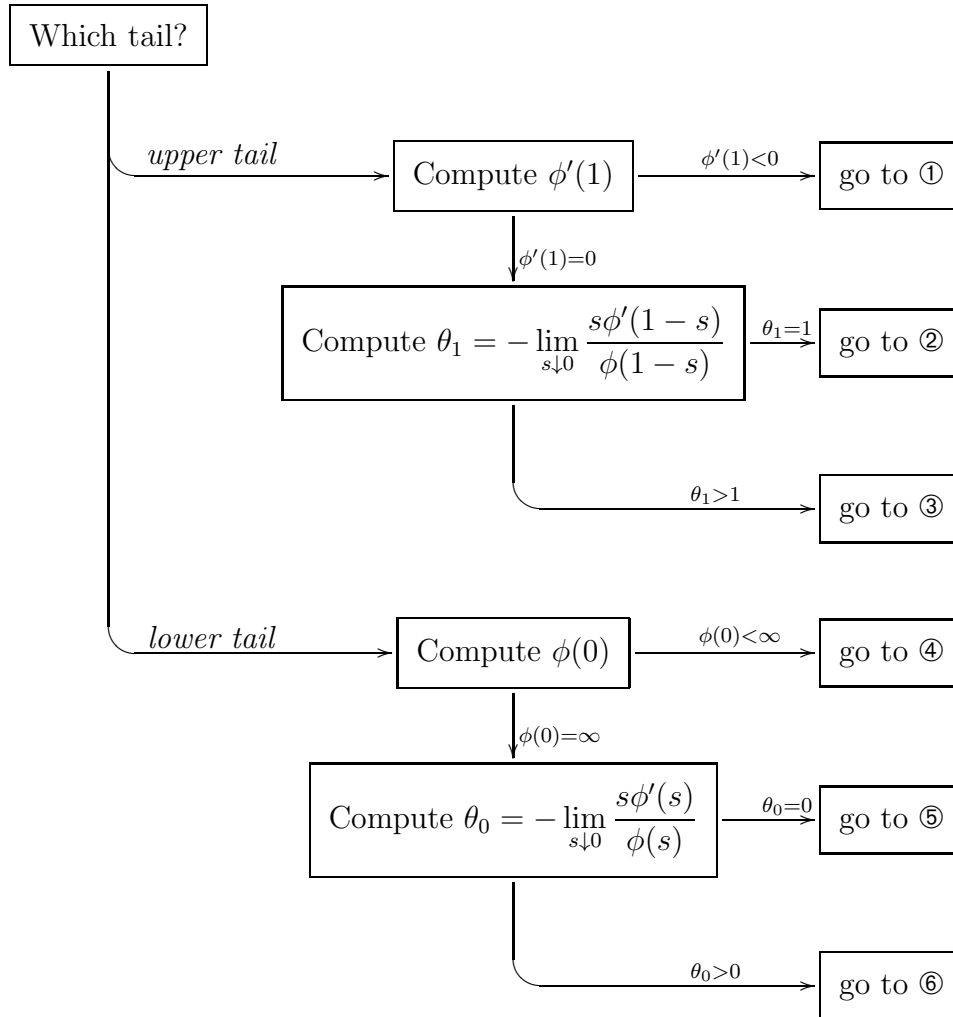 Which tail?
upper tail
Compute ϕ′(1)
ϕ′(1)<0
go to ①
ϕ′(1)=0
Compute θ₁ = − lim s↓0 sϕ′(1 − s) / ϕ(1 − s)
θ₁=1
go to ②
θ₁>1
go to ③
lower tail
Compute ϕ(0)
ϕ(0)<∞
go to ④
ϕ(0)=∞
Compute θ₀ = − lim s↓0 sϕ′(s) / ϕ(s)
θ₀=0
go to ⑤
θ₀>0
go to ⑥